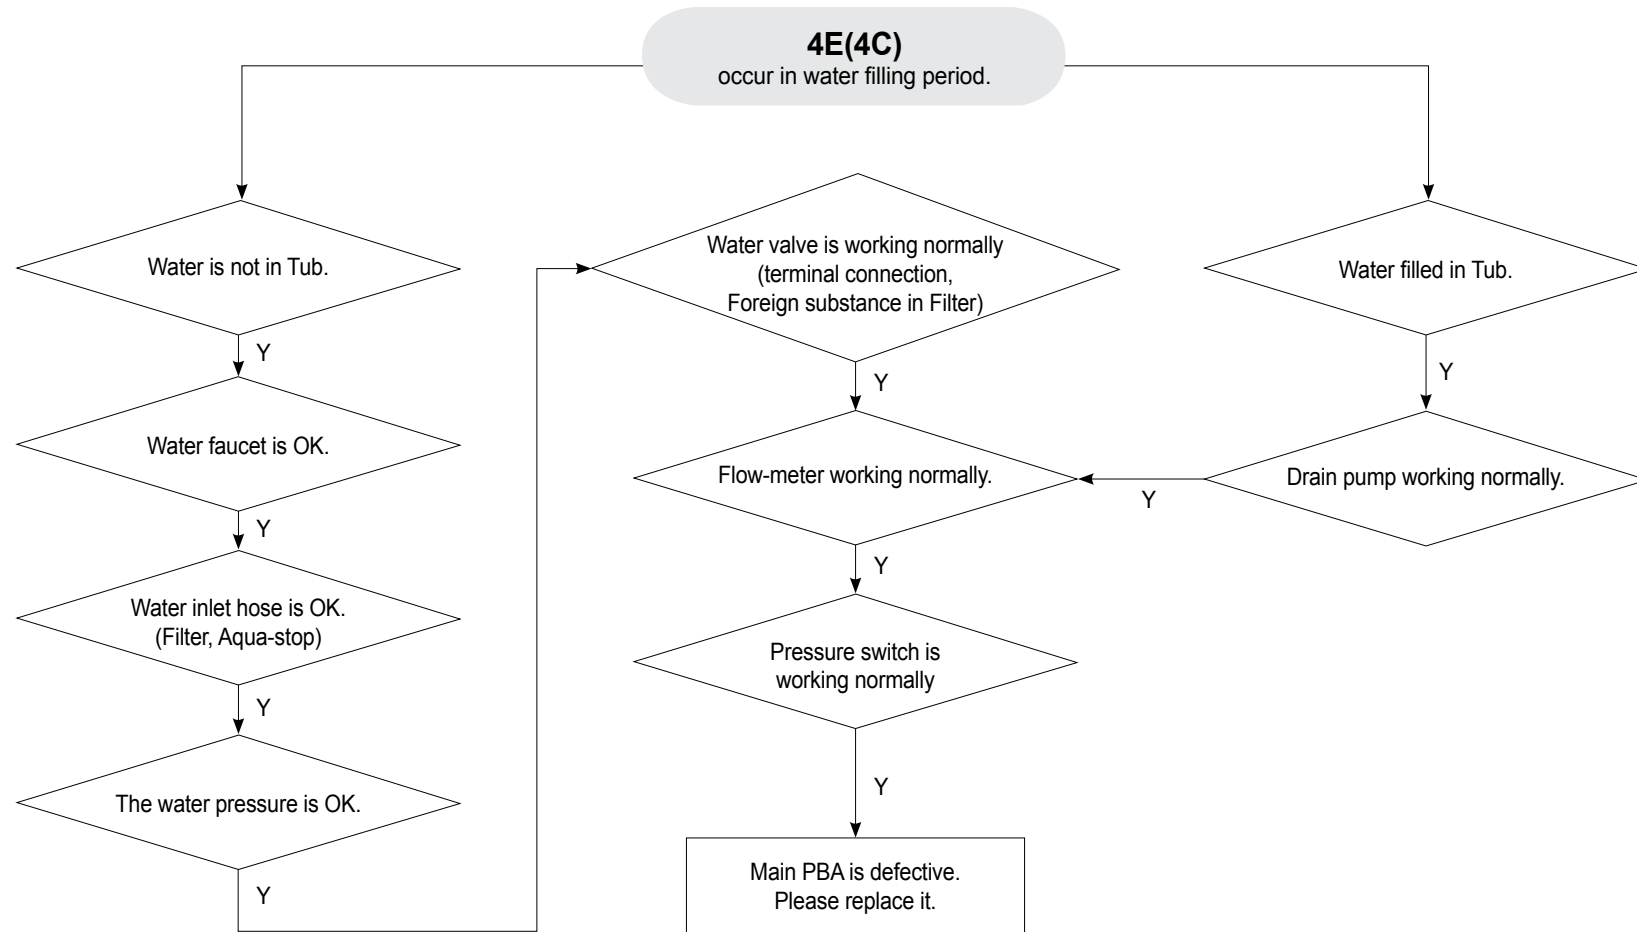 4E(4C)
occur in water filling period.
Water is not in Tub.
Y
Water faucet is OK.
Y
Water inlet hose is OK.
(Filter, Aqua-stop)
Y
The water pressure is OK.
Y
Water valve is working normally
(terminal connection,
Foreign substance in Filter)
Y
Flow-meter working normally.
Y
Pressure switch is
working normally
Y
Main PBA is defective.
Please replace it.
Water filled in Tub.
Y
Drain pump working normally.
Y